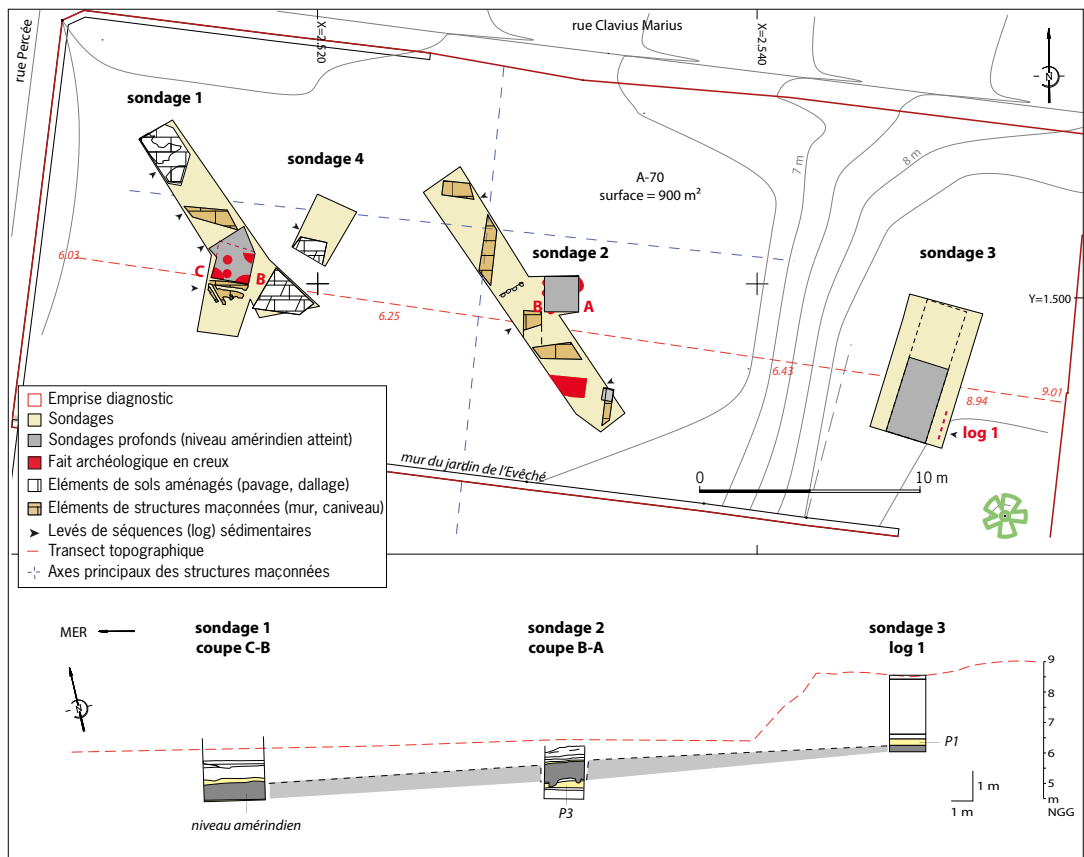 rue Percée
rue Clavius Marius
X=2.520
X=2.540
N
sondage 1
sondage 4
A-70
surface = 900 m²
7 m
8 m
sondage 2
sondage 3
6.03
C
B
B
A
Y=1.500
6.25
6.43
8.94
9.01
log 1
mur du jardin de l'Evêché
0
10 m
Emprise diagnostic
Sondages
Sondages profonds (niveau amérindien atteint)
Fait archéologique en creux
Eléments de sols aménagés (pavage, dallage)
Eléments de structures maçonnées (mur, caniveau)
Levés de séquences (log) sédimentaires
Transect topographique
Axes principaux des structures maçonnées
MER
N
sondage 1
coupe C-B
sondage 2
coupe B-A
sondage 3
log 1
9
8
7
6
5
m
NGG
P1
P3
niveau amérindien
1 m
1 m